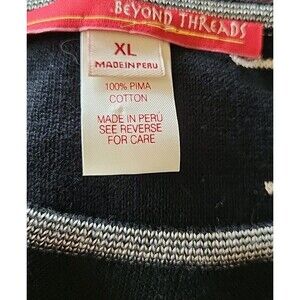 BEYOND THREADS
XL
MADE IN PERU
100% PIMA
COTTON
MADE IN PERU
SEE REVERSE
FOR CARE